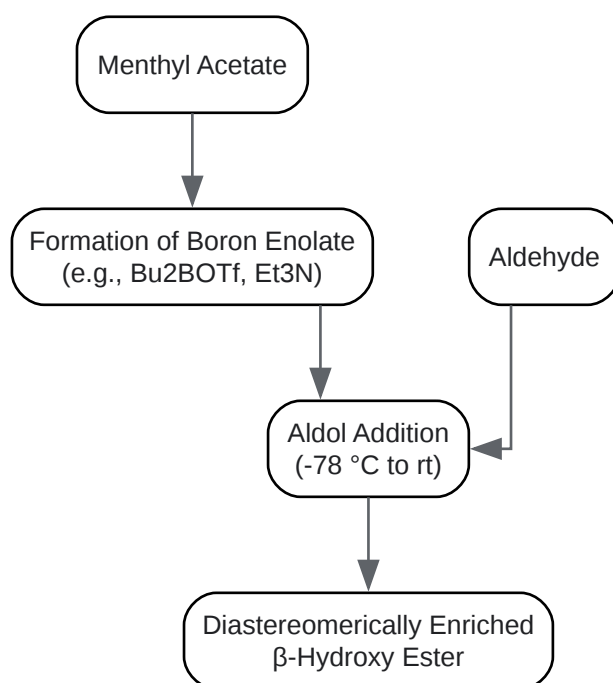 Menthyl Acetate
Formation of Boron Enolate
(e.g., Bu2BOTf, Et3N)
Aldehyde
Aldol Addition
(-78 °C to rt)
Diastereomerically Enriched
β-Hydroxy Ester